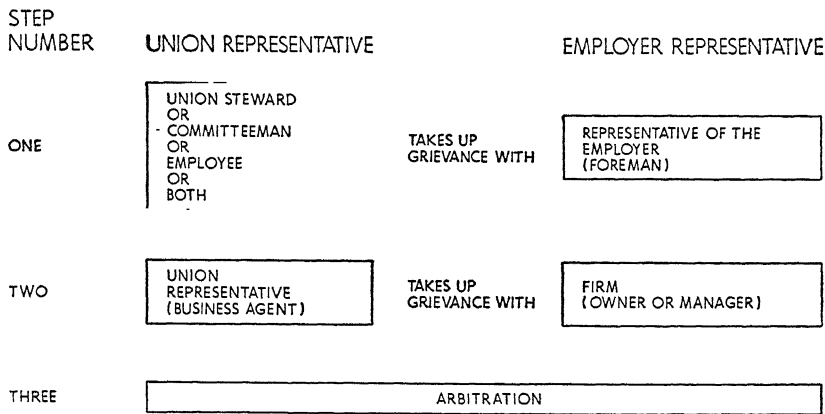 STEP
NUMBER
UNION REPRESENTATIVE
EMPLOYER REPRESENTATIVE
ONE
UNION STEWARD
OR
COMMITTEEMAN
OR
EMPLOYEE
OR
BOTH
TAKES UP
GRIEVANCE WITH
REPRESENTATIVE OF THE
EMPLOYER
(FOREMAN)
TWO
UNION
REPRESENTATIVE
(BUSINESS AGENT)
TAKES UP
GRIEVANCE WITH
FIRM
(OWNER OR MANAGER)
THREE
ARBITRATION